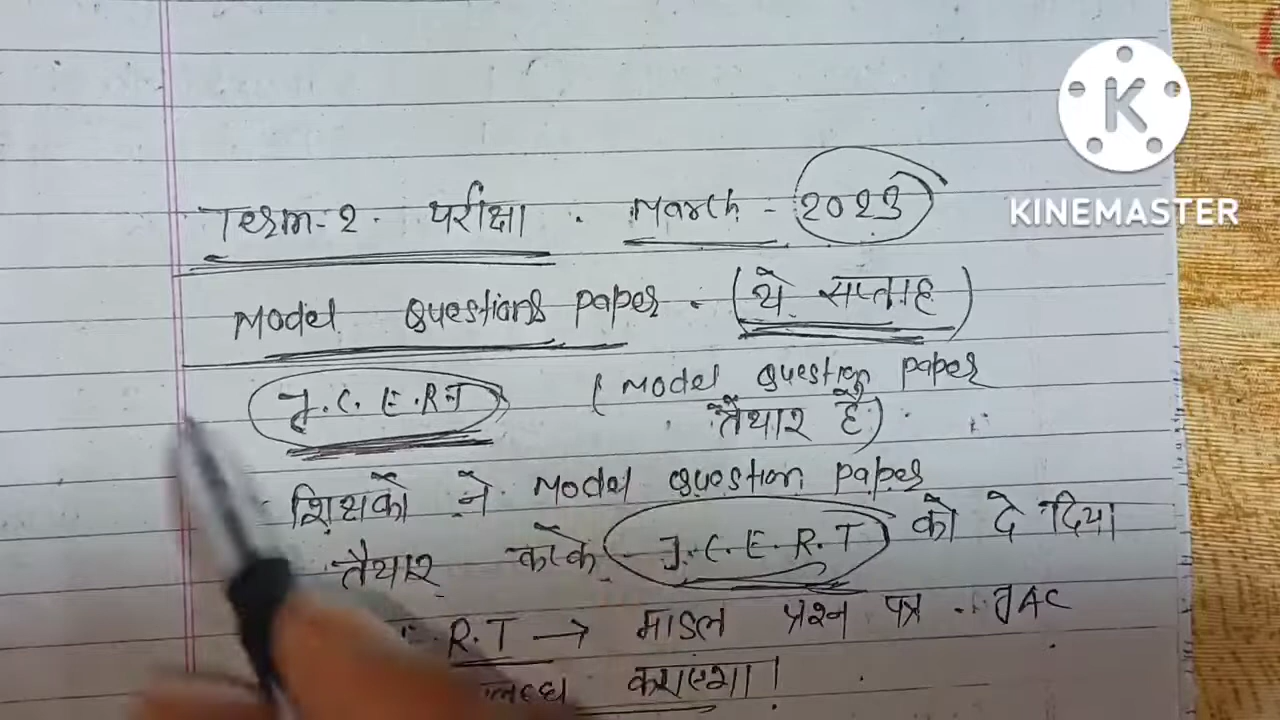 Term-2. परीक्षा . March - 2023
Model Questions paper - (ये सप्ताह)
J.C.E.R.T (Model question paper
तैयार है)
शिक्षको ने Model question paper
तैयार करके J.C.E.R.T को दे दिया
E.R.T → माडल प्रश्न पत्र JAC
कराएगा।
KINEMASTER